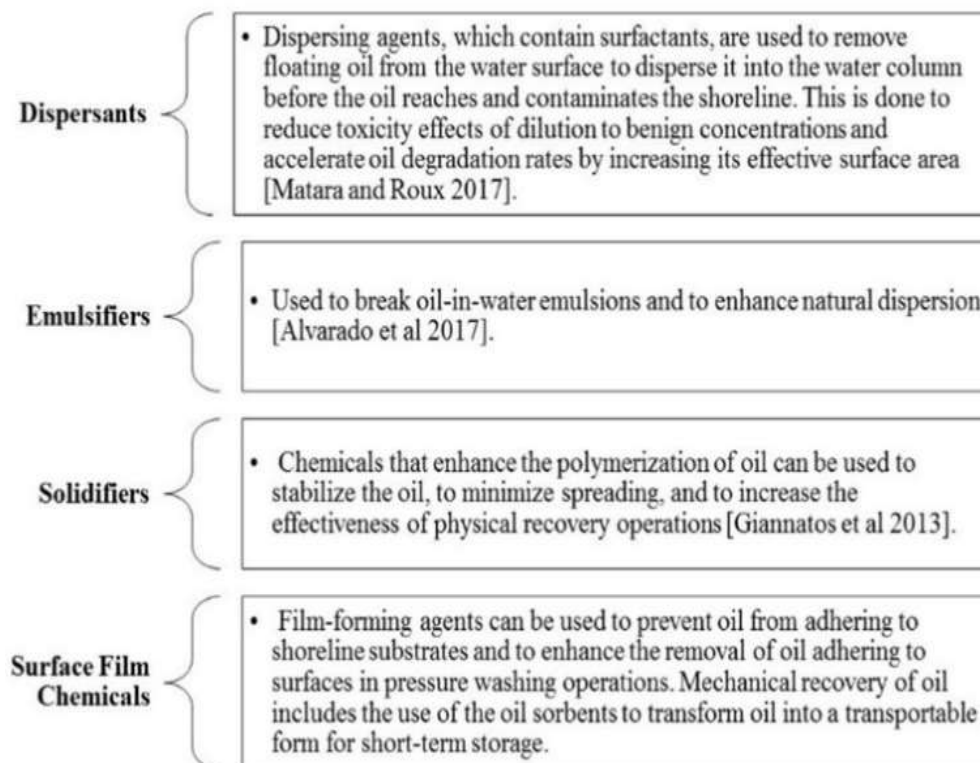 Dispersants
• Dispersing agents, which contain surfactants, are used to remove
floating oil from the water surface to disperse it into the water column
before the oil reaches and contaminates the shoreline. This is done to
reduce toxicity effects of dilution to benign concentrations and
accelerate oil degradation rates by increasing its effective surface area
[Matara and Roux 2017].
Emulsifiers
• Used to break oil-in-water emulsions and to enhance natural dispersion
[Alvarado et al 2017].
Solidifiers
• Chemicals that enhance the polymerization of oil can be used to
stabilize the oil, to minimize spreading, and to increase the
effectiveness of physical recovery operations [Giannatos et al 2013].
Surface Film
Chemicals
• Film-forming agents can be used to prevent oil from adhering to
shoreline substrates and to enhance the removal of oil adhering to
surfaces in pressure washing operations. Mechanical recovery of oil
includes the use of the oil sorbents to transform oil into a transportable
form for short-term storage.